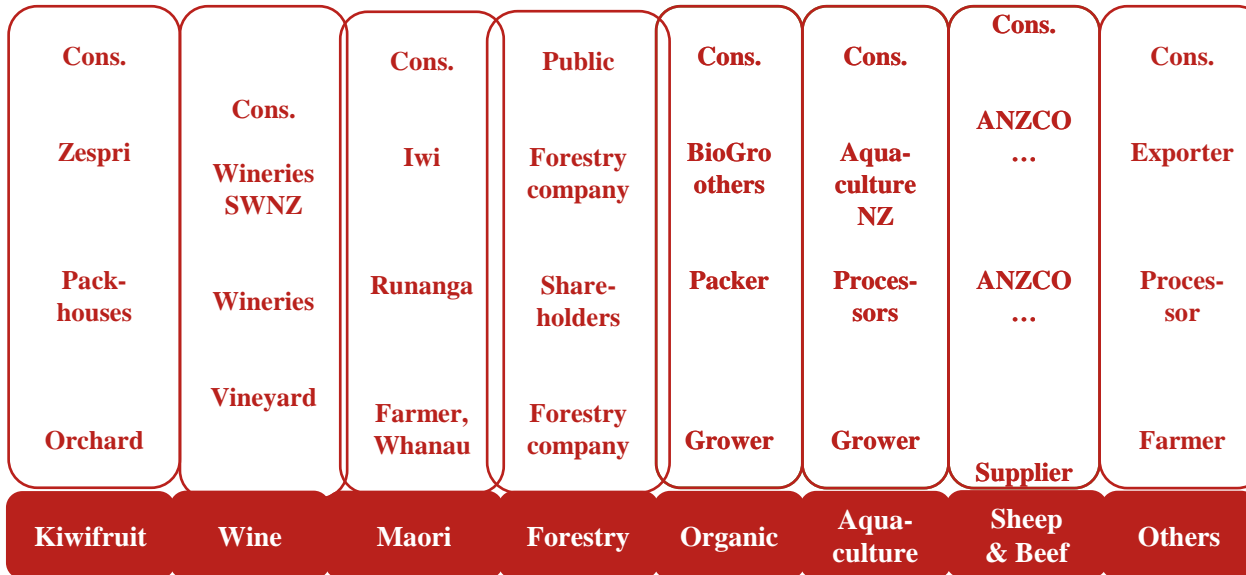 Cons.
Zespri
Pack-
houses
Orchard
Kiwifruit
Cons.
Wineries
SWNZ
Wineries
Vineyard
Wine
Cons.
Iwi
Runanga
Farmer,
Whanau
Maori
Public
Forestry
company
Share-
holders
Forestry
company
Forestry
Cons.
BioGro
others
Packer
Grower
Organic
Cons.
Aqua-
culture
NZ
Proces-
sors
Grower
Aqua-
culture
Cons.
ANZCO
…
ANZCO
…
Supplier
Sheep
& Beef
Cons.
Exporter
Proces-
sor
Farmer
Others